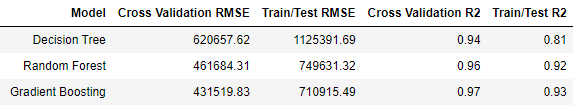 Model Cross Validation RMSE Train/Test RMSE Cross Validation R2 Train/Test R2
Decision Tree 620657.62 1125391.69 0.94 0.81
Random Forest 461684.31 749631.32 0.96 0.92
Gradient Boosting 431519.83 710915.49 0.97 0.93